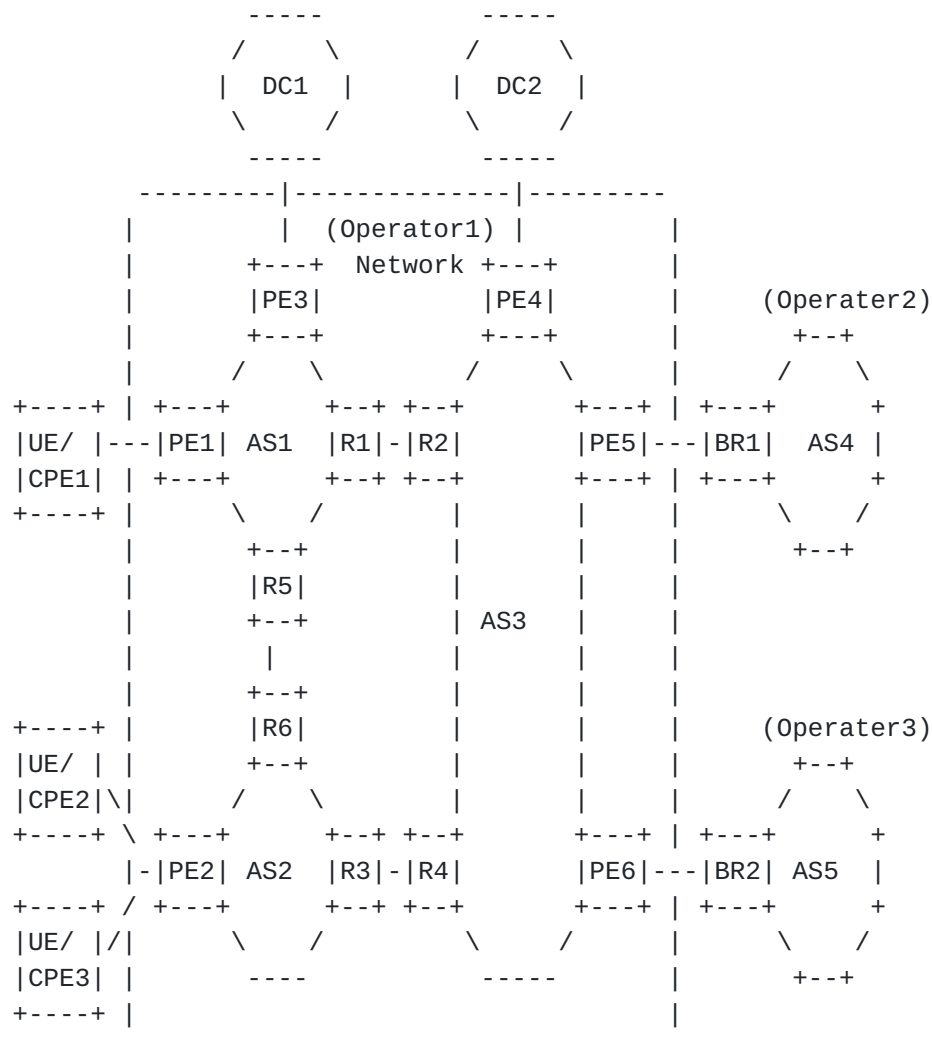 DC1 DC2
(Operator1)
Network
PE3 PE4 (Operater2)
UE/ PE1 AS1 R1 R2 PE5 BR1 AS4
CPE1
R5
AS3
R6 (Operater3)
UE/
CPE2
PE2 AS2 R3 R4 PE6 BR2 AS5
UE/
CPE3